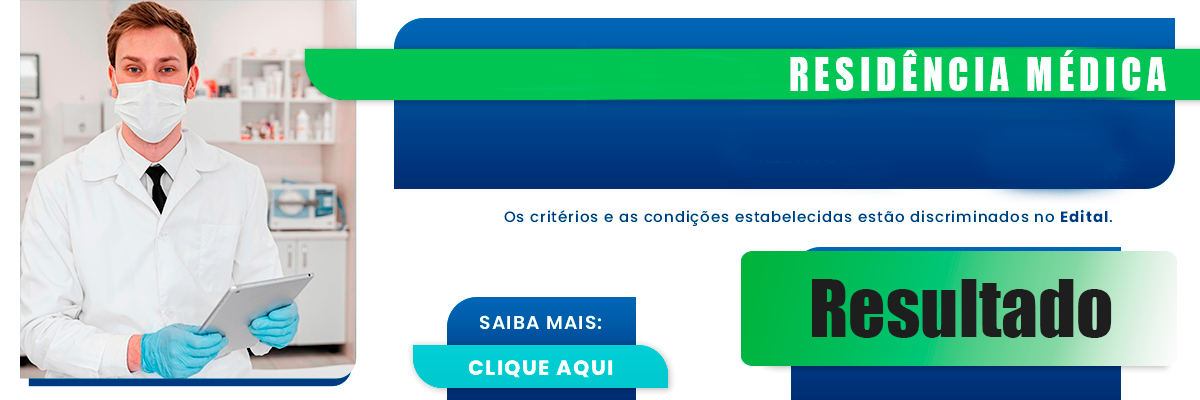 RESIDÊNCIA MÉDICA
Os critérios e as condições estabelecidas estão discriminados no Edital.
Resultado
SAIBA MAIS:
CLIQUE AQUI